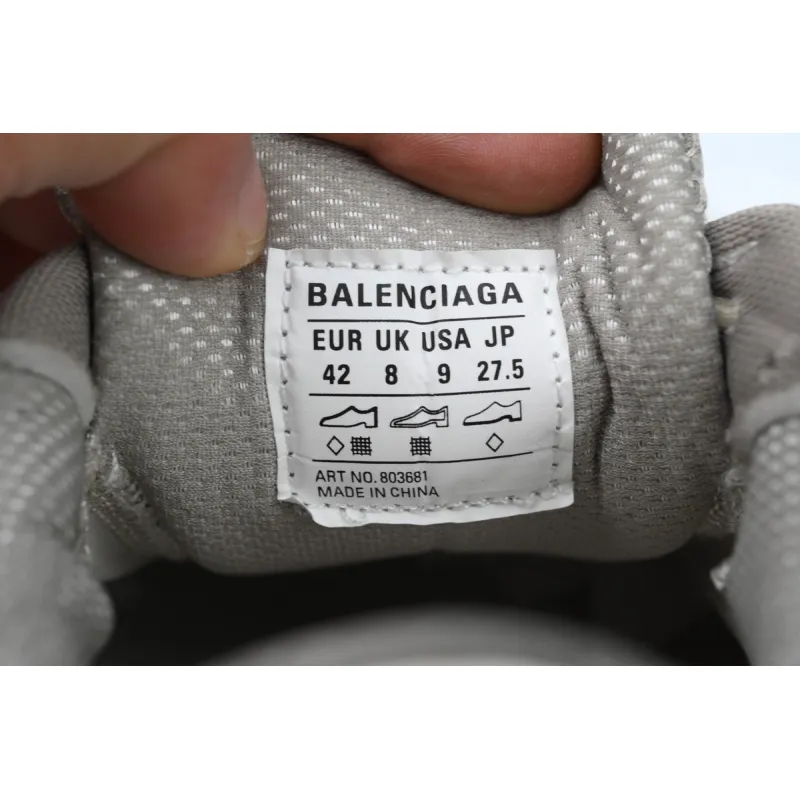 BALENCIAGA
EUR UK USA JP
42 8 9 27.5
ART NO. 803681
MADE IN CHINA